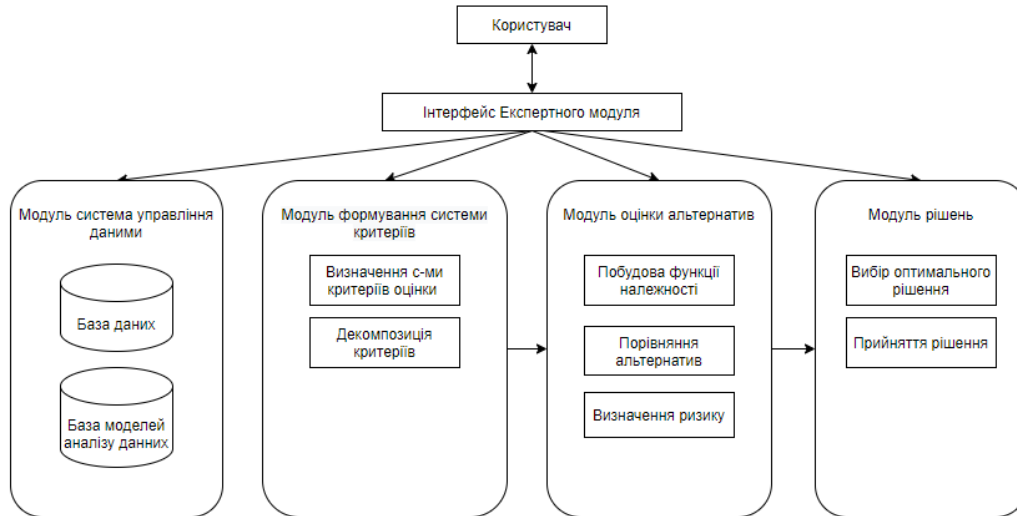 Користувач
Інтерфейс Експертного модуля
Модуль система управління
даними
База даних
База моделей
аналізу данних
Модуль формування системи
критеріїв
Визначення с-ми
критеріїв оцінки
Декомпозиція
критеріїв
Модуль оцінки альтернатив
Побудова функції
належності
Порівняння
альтернатив
Визначення ризику
Модуль рішень
Вибір оптимального
рішення
Прийняття рішення